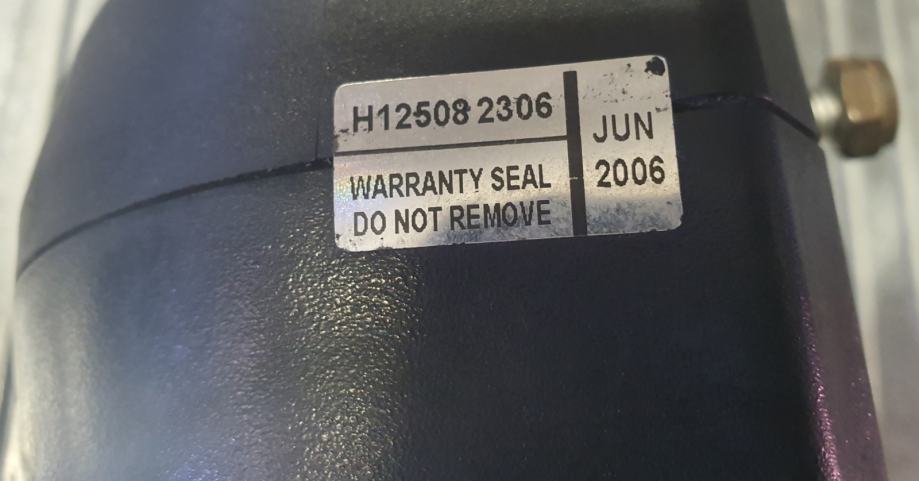 H12508 2306
WARRANTY SEAL
DO NOT REMOVE
JUN
2006